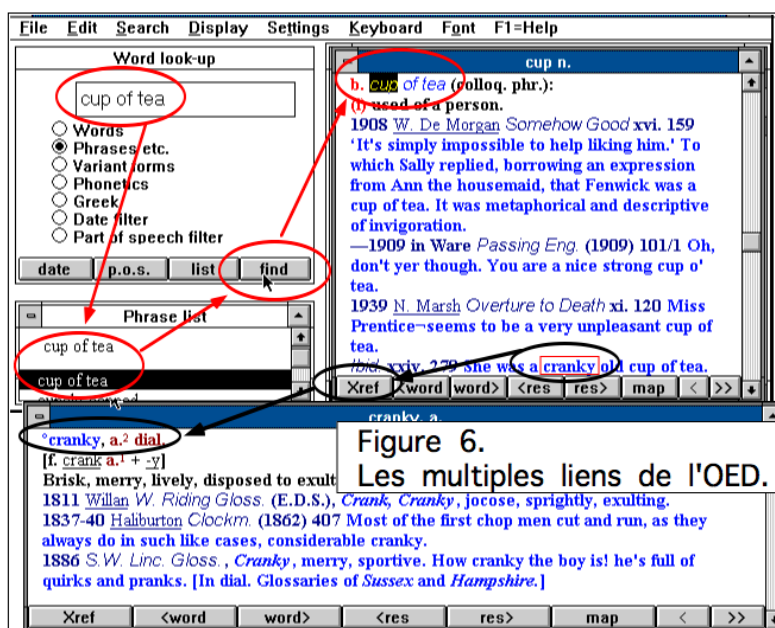 File Edit Search Display Settings Keyboard Font F1=Help
Word look-up
cup of tea
Words
Phrases etc.
Variant forms
Phonetics
Greek
Date filter
Part of speech filter
date p.o.s. list find
Phrase list
cup of tea
cup of tea
cup n.
b. cup of tea (colloq. phr.):
(i) used of a person.
1908 W. De Morgan Somehow Good xvi. 159
‘It's simply impossible to help liking him.’ To
which Sally replied, borrowing an expression
from Ann the housemaid, that Fenwick was a
cup of tea. It was metaphorical and descriptive
of invigoration.
—1909 in Ware Passing Eng. (1909) 101/1 Oh,
don't yer though. You are a nice strong cup o'
tea.
1939 N. Marsh Overture to Death xi. 120 Miss
Prentice¬seems to be a very unpleasant cup of
tea.
Ibid. xxiv. 279 She was a cranky old cup of tea.
Xref <word word> <res res> map < >>
cranky, a.
°cranky, a.² dial.
[f. crank a.¹ + -y]
Brisk, merry, lively, disposed to exult
1811 Willan W. Riding Gloss. (E.D.S.), Crank, Cranky, jocose, sprightly, exulting.
1837-40 Haliburton Clockm. (1862) 407 Most of the first chop men cut and run, as they
always do in such like cases, considerable cranky.
1886 S.W. Linc. Gloss., Cranky, merry, sportive. How cranky the boy is! he's full of
quirks and pranks. [In dial. Glossaries of Sussex and Hampshire.]
Xref <word word> <res res> map < >>
Figure 6.
Les multiples liens de l'OED.